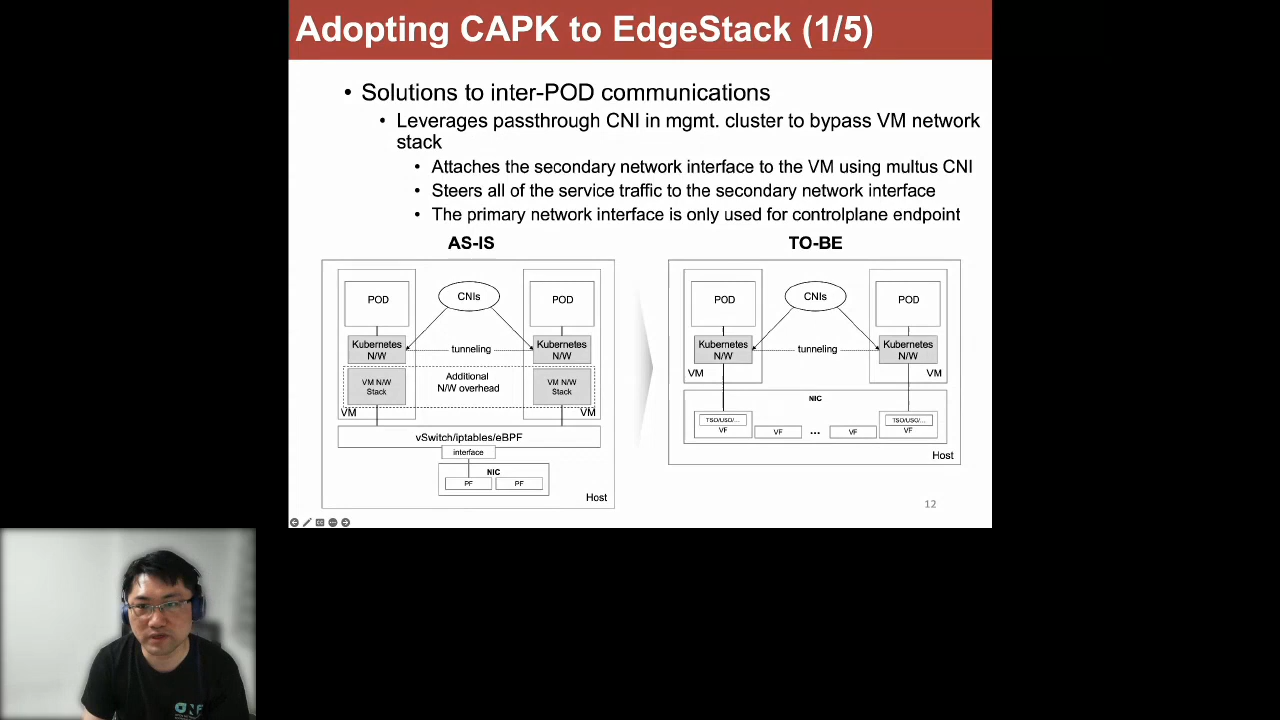 Adopting CAPK to EdgeStack (1/5)
• Solutions to inter-POD communications
• Leverages passthrough CNI in mgmt. cluster to bypass VM network
stack
• Attaches the secondary network interface to the VM using multus CNI
• Steers all of the service traffic to the secondary network interface
• The primary network interface is only used for controlplane endpoint
AS-IS
POD
CNIs
POD
Kubernetes
N/W
tunneling
Kubernetes
N/W
VM N/W
Stack
Additional
N/W overhead
VM N/W
Stack
VM
VM
vSwitch/iptables/eBPF
interface
NIC
PF
PF
Host
TO-BE
POD
CNIs
POD
Kubernetes
N/W
tunneling
Kubernetes
N/W
VM
VM
NIC
TSO/USO/...
VF
VF
...
VF
TSO/USO/...
VF
Host
12